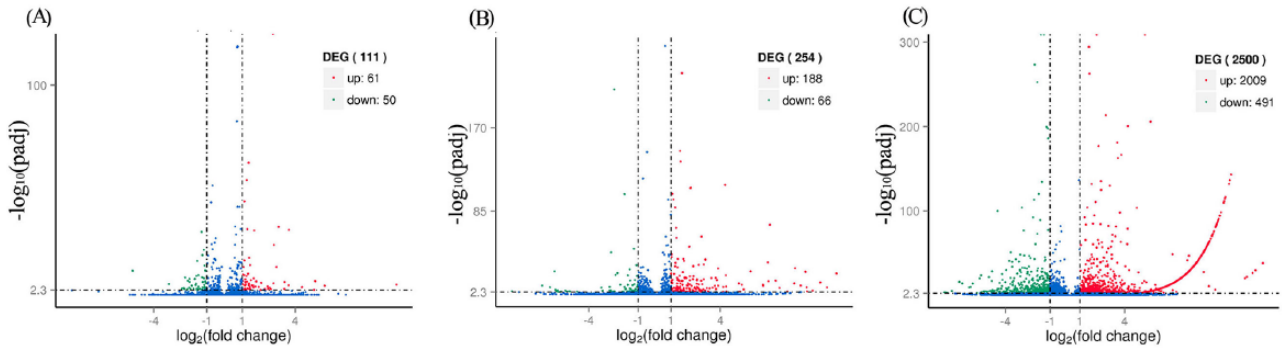 (A)
DEG ( 111 )
up: 61
down: 50
100
2.3
-log10(padj)
-4 -1 1 4
log2(fold change)
(B)
DEG ( 254 )
up: 188
down: 66
170
85
2.3
-log10(padj)
-4 -1 1 4
log2(fold change)
(C)
DEG ( 2500 )
up: 2009
down: 491
300
200
100
2.3
-log10(padj)
-4 -1 1 4
log2(fold change)